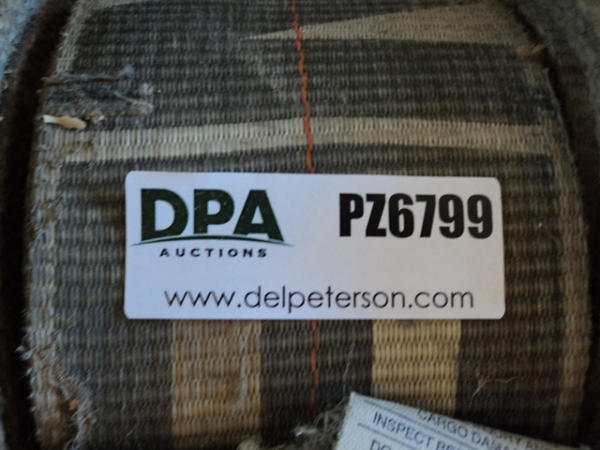 DPA
AUCTIONS
PZ6799
www.delpeterson.com
CARGO
INSPECT